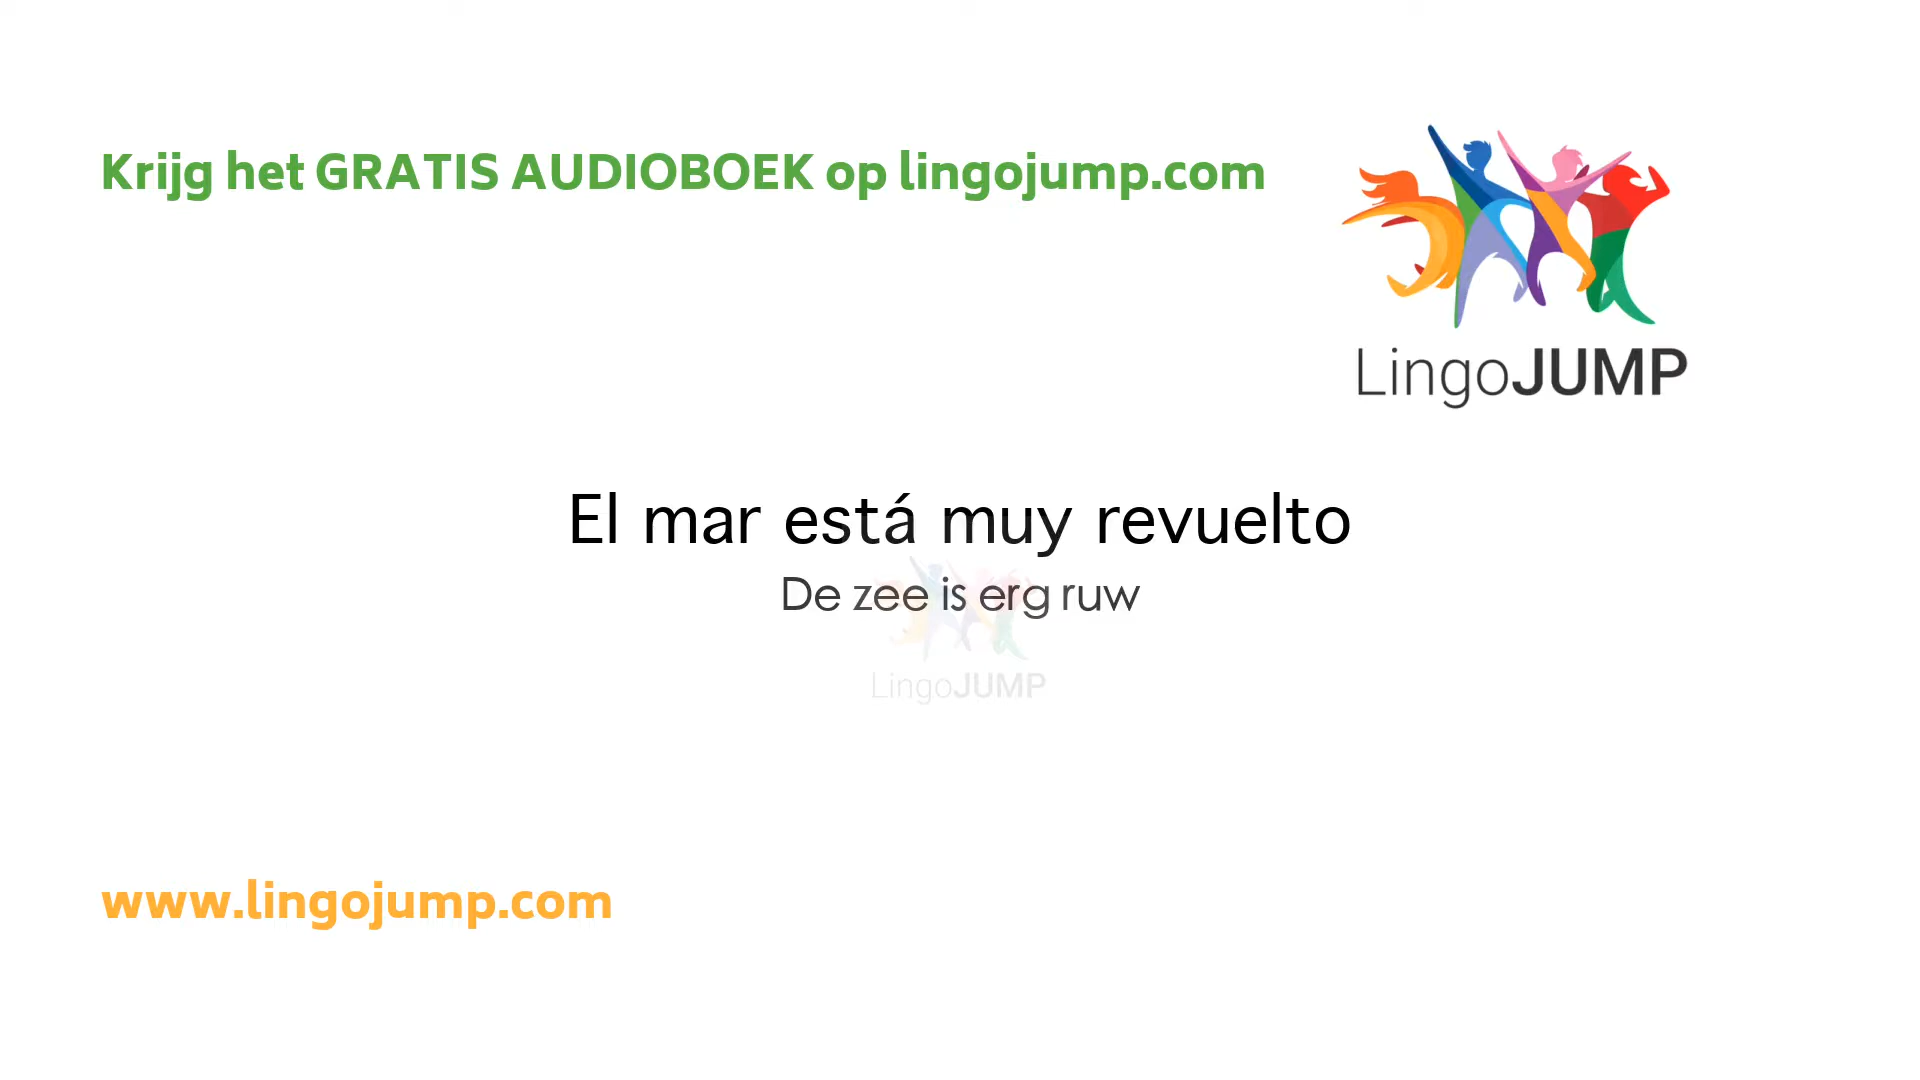 Krijg het GRATIS AUDIOBOEK op lingojump.com
LingoJUMP
El mar está muy revuelto
De zee is erg ruw
LingoJUMP
www.lingojump.com